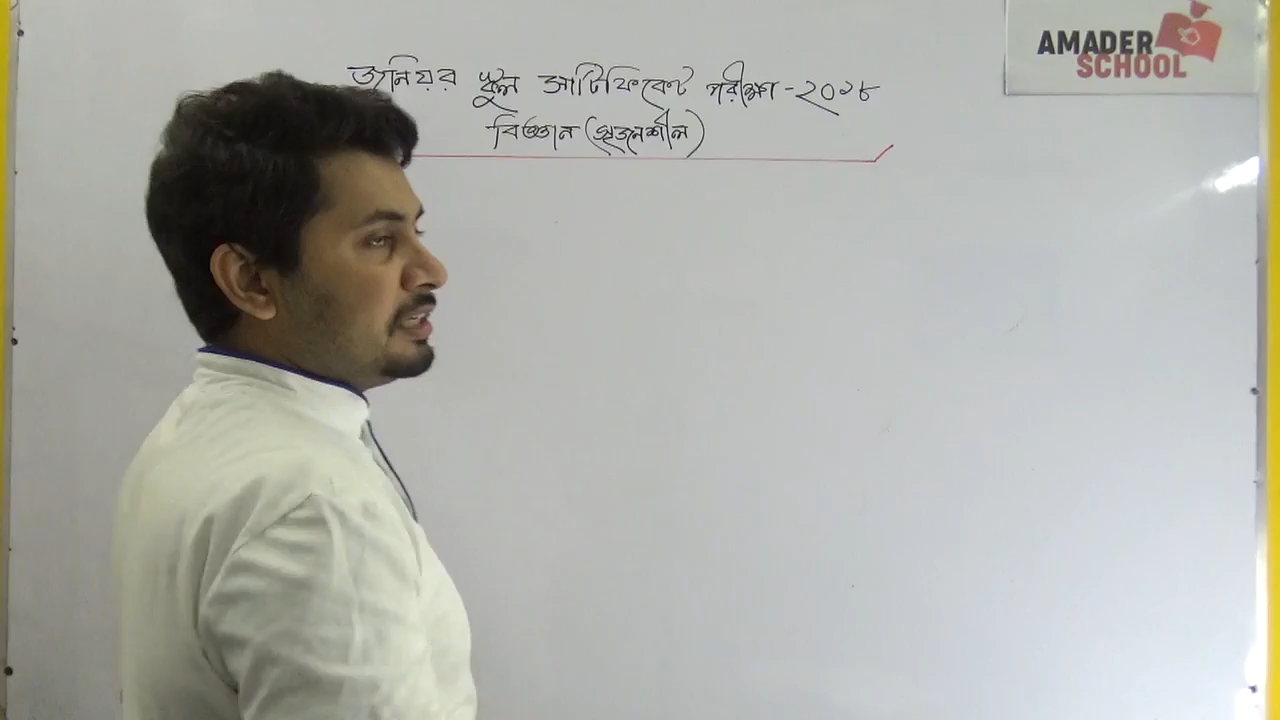 জুনিয়র স্কুল সার্টিফিকেট পরীক্ষা - ২০১৮
বিজ্ঞান (সৃজনশীল)
AMADER
SCHOOL